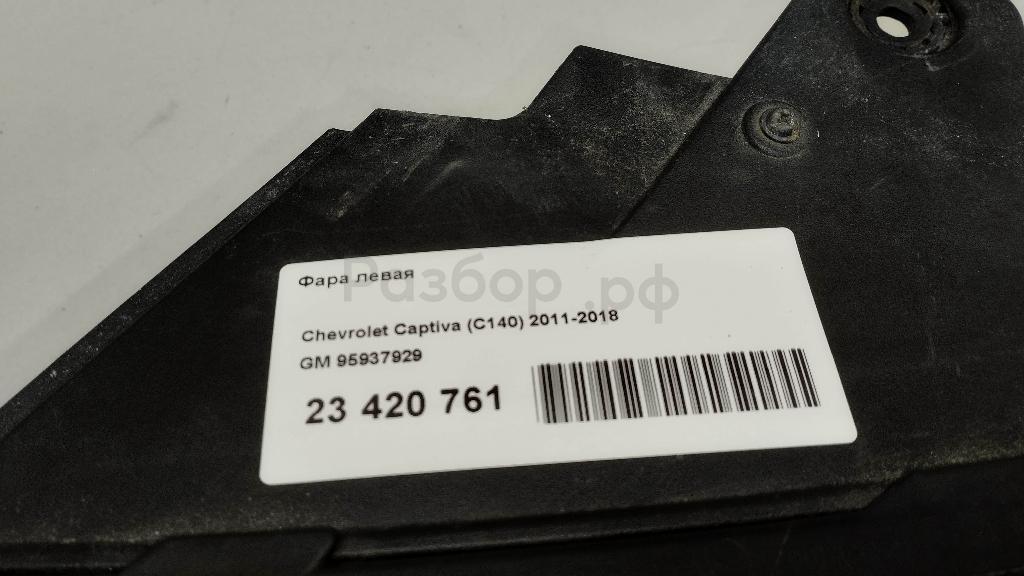 Фара левая
Разбор.рф
Chevrolet Captiva (C140) 2011-2018
GM 95937929
23 420 761